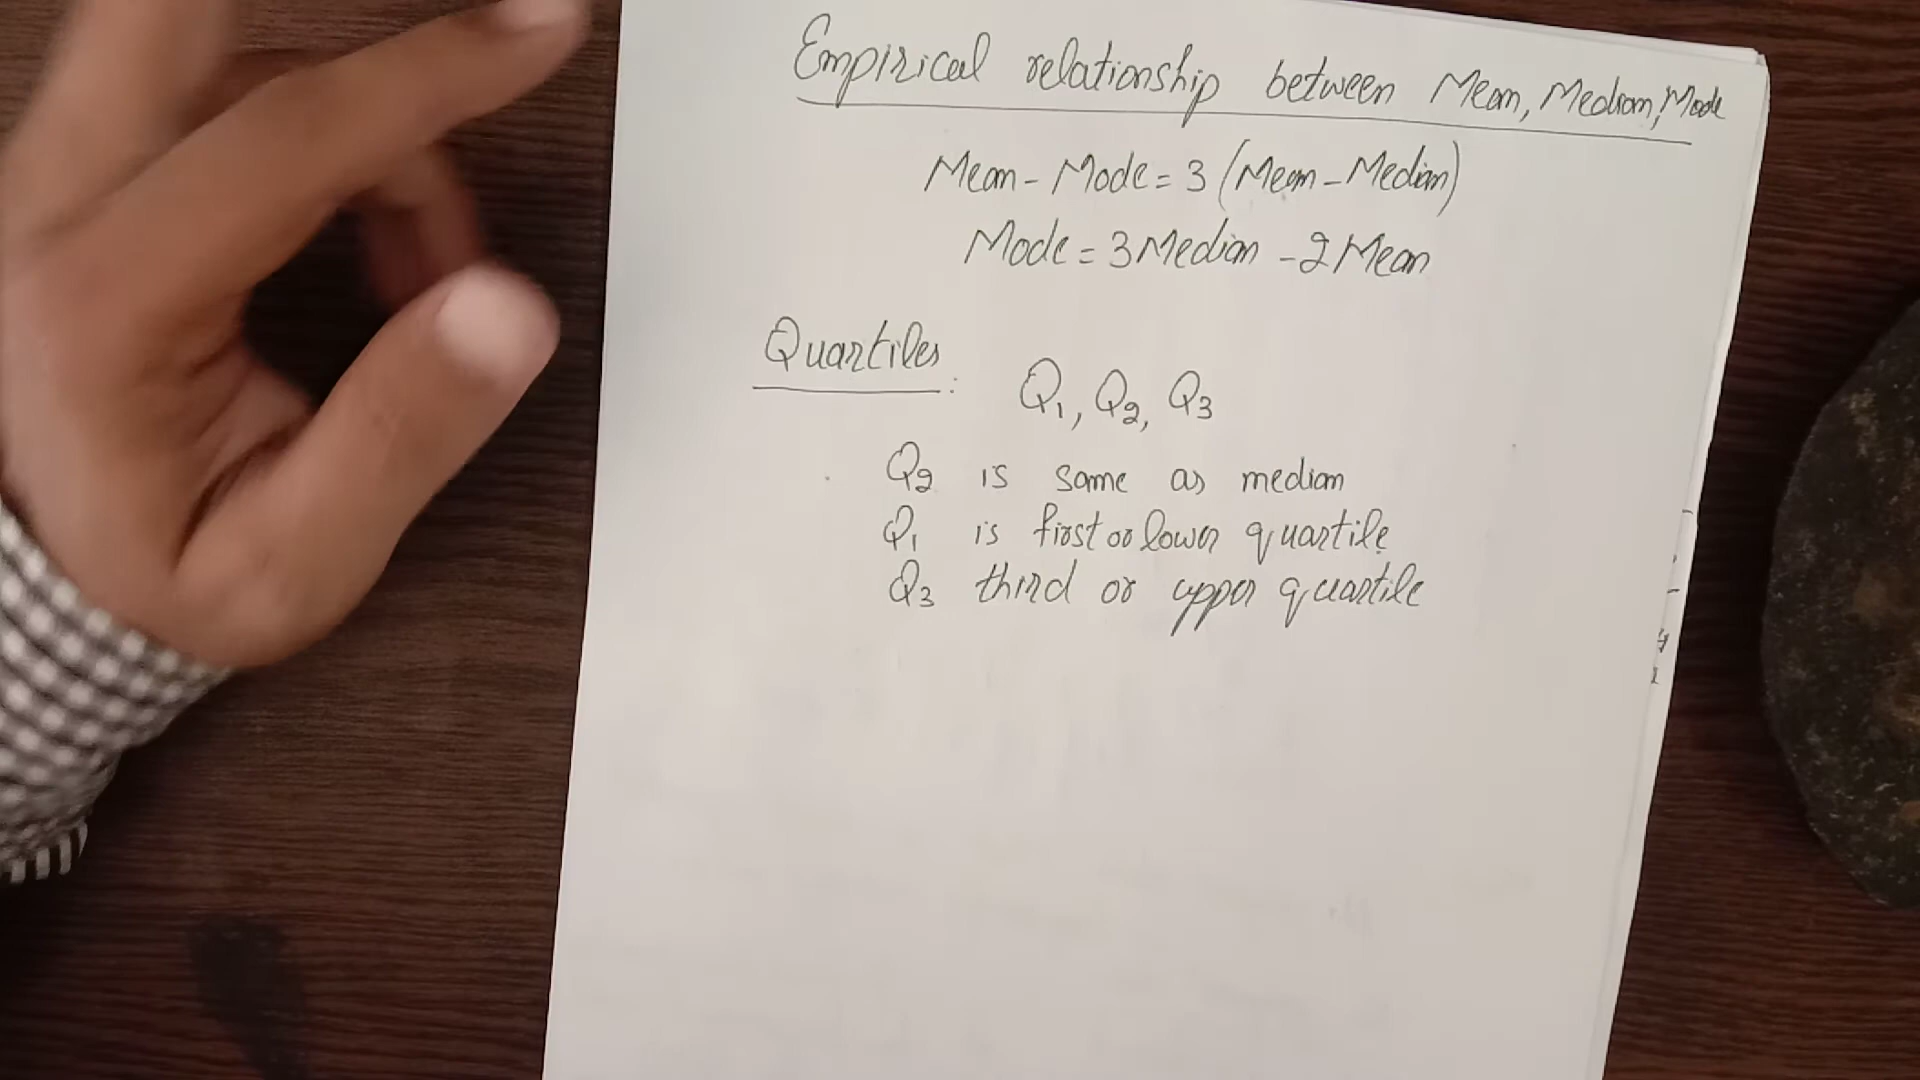 Empirical relationship between Mean, Median, Mode
Mean - Mode = 3 (Mean - Median)
Mode = 3 Median - 2 Mean
Quartiles :
Q1, Q2, Q3
Q2 is same as median
Q1 is first or lower quartile
Q3 third or upper quartile